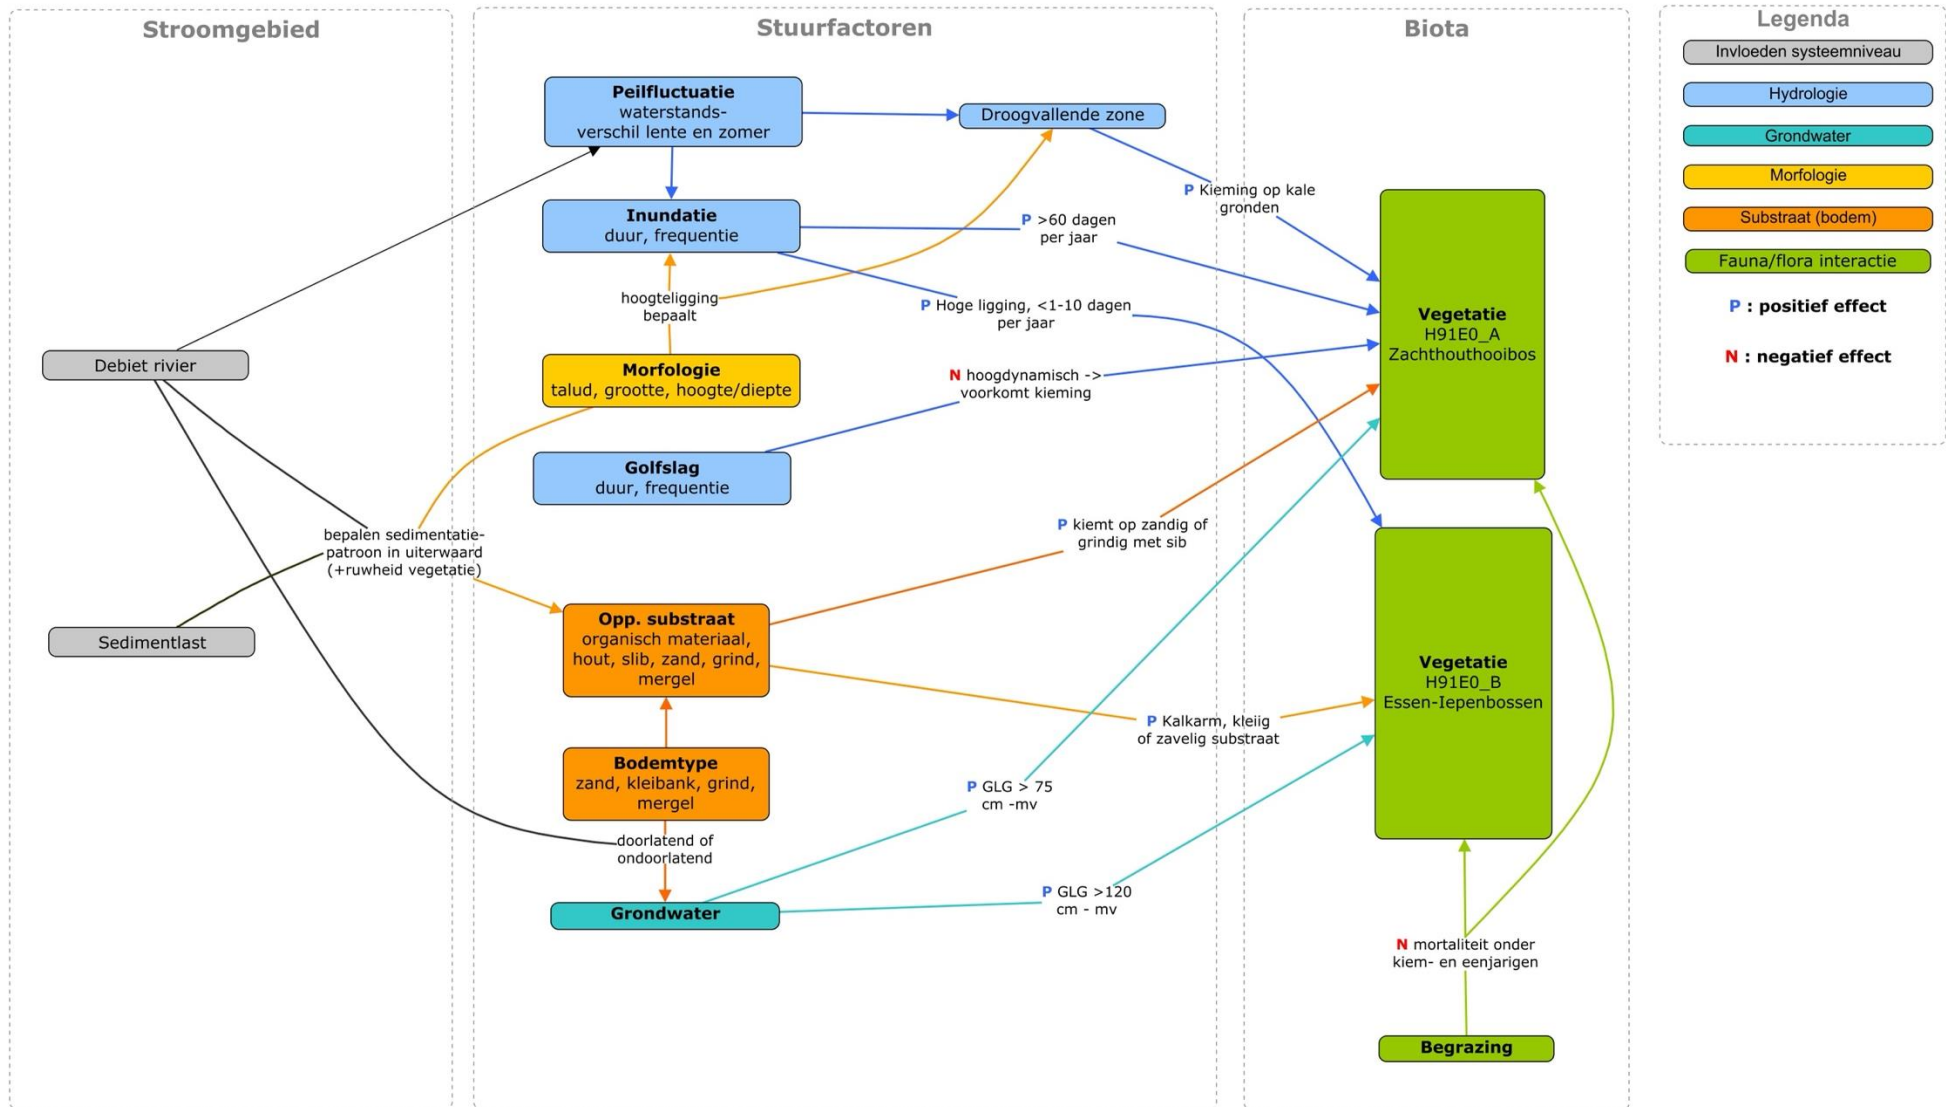 Stroomgebied
Stuurfactoren
Biota
Legenda
Invloeden systeemniveau
Hydrologie
Grondwater
Morfologie
Substraat (bodem)
Fauna/flora interactie
P : positief effect
N : negatief effect
Debiet rivier
Sedimentlast
bepalen sedimentatie-
patroon in uiterwaard
(+ruwheid vegetatie)
Peilfluctuatie
waterstands-
verschil lente en zomer
Droogvallende zone
Inundatie
duur, frequentie
hoogteligging
bepaalt
Morfologie
talud, grootte, hoogte/diepte
Golfslag
duur, frequentie
Opp. substraat
organisch materiaal,
hout, slib, zand, grind,
mergel
Bodemtype
zand, kleibank, grind,
mergel
doorlatend of
ondoorlatend
Grondwater
P Kieming op kale
gronden
P >60 dagen
per jaar
P Hoge ligging, <1-10 dagen
per jaar
N hoogdynamisch ->
voorkomt kieming
P kiemt op zandig of
grindig met sib
P Kalkarm, kleiig
of zavelig substraat
P GLG > 75
cm -mv
P GLG >120
cm - mv
Vegetatie
H91E0_A
Zachthouthooibos
Vegetatie
H91E0_B
Essen-Iepenbossen
N mortaliteit onder
kiem- en eenjarigen
Begrazing